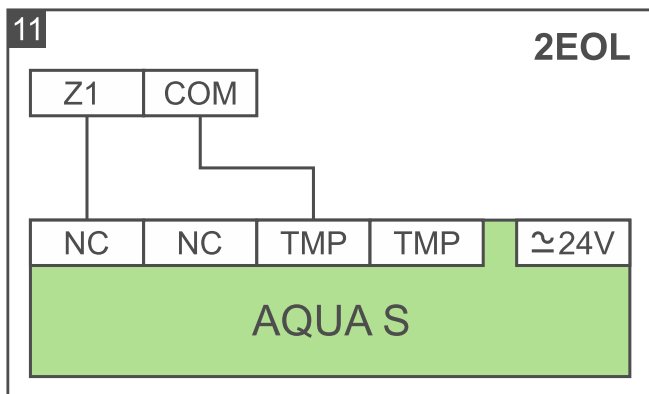 11
2EOL
Z1 COM
NC NC TMP TMP ≃24V
AQUA S